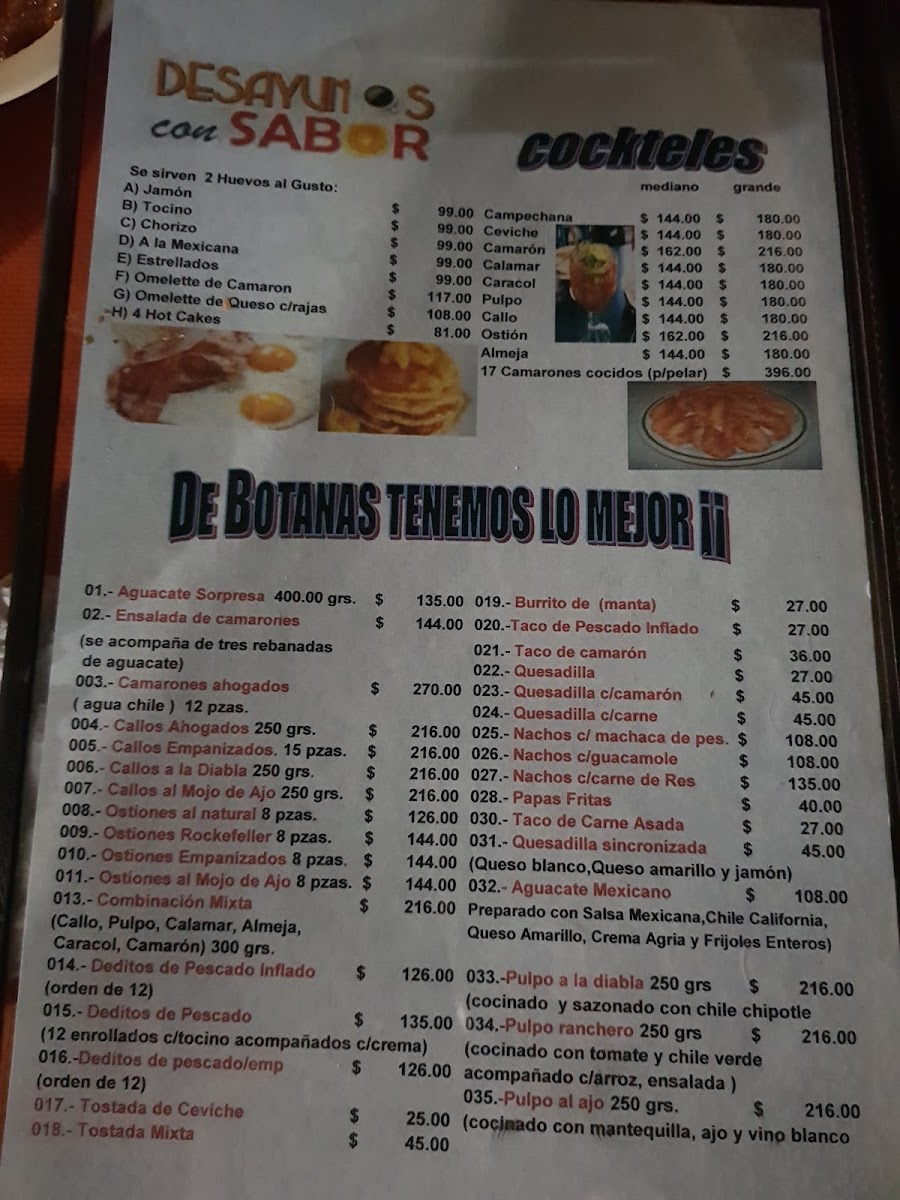 DESAYUNOS
con SABOR
Se sirven 2 Huevos al Gusto:
A) Jamón $ 99.00
B) Tocino $ 99.00
C) Chorizo $ 99.00
D) A la Mexicana $ 99.00
E) Estrellados $ 99.00
F) Omelette de Camaron $ 117.00
G) Omelette de Queso c/rajas $ 108.00
H) 4 Hot Cakes $ 81.00
cockteles
mediano grande
Campechana $ 144.00 $ 180.00
Ceviche $ 144.00 $ 180.00
Camarón $ 162.00 $ 216.00
Calamar $ 144.00 $ 180.00
Caracol $ 144.00 $ 180.00
Pulpo $ 144.00 $ 180.00
Callo $ 144.00 $ 180.00
Ostión $ 162.00 $ 216.00
Almeja $ 144.00 $ 180.00
17 Camarones cocidos (p/pelar) $ 396.00
DE BOTANAS TENEMOS LO MEJOR ¡¡
01.- Aguacate Sorpresa 400.00 grs. $ 135.00
02.- Ensalada de camarones $ 144.00
(se acompaña de tres rebanadas
de aguacate)
003.- Camarones ahogados $ 270.00
( agua chile ) 12 pzas.
004.- Callos Ahogados 250 grs. $ 216.00
005.- Callos Empanizados. 15 pzas. $ 216.00
006.- Callos a la Diabla 250 grs. $ 216.00
007.- Callos al Mojo de Ajo 250 grs. $ 216.00
008.- Ostiones al natural 8 pzas. $ 126.00
009.- Ostiones Rockefeller 8 pzas. $ 144.00
010.- Ostiones Empanizados 8 pzas. $ 144.00
011.- Ostiones al Mojo de Ajo 8 pzas. $ 144.00
013.- Combinación Mixta $ 216.00
(Callo, Pulpo, Calamar, Almeja,
Caracol, Camarón) 300 grs.
014.- Deditos de Pescado Inflado $ 126.00
(orden de 12)
015.- Deditos de Pescado $ 135.00
(12 enrollados c/tocino acompañados c/crema)
016.-Deditos de pescado/emp $ 126.00
(orden de 12)
017.- Tostada de Ceviche $ 25.00
018.- Tostada Mixta $ 45.00
019.- Burrito de (manta) $ 27.00
020.-Taco de Pescado Inflado $ 27.00
021.- Taco de camarón $ 36.00
022.- Quesadilla $ 27.00
023.- Quesadilla c/camarón $ 45.00
024.- Quesadilla c/carne $ 45.00
025.- Nachos c/ machaca de pes. $ 108.00
026.- Nachos c/guacamole $ 108.00
027.- Nachos c/carne de Res $ 135.00
028.- Papas Fritas $ 40.00
030.- Taco de Carne Asada $ 27.00
031.- Quesadilla sincronizada $ 45.00
(Queso blanco,Queso amarillo y jamón)
032.- Aguacate Mexicano $ 108.00
Preparado con Salsa Mexicana,Chile California,
Queso Amarillo, Crema Agria y Frijoles Enteros)
033.-Pulpo a la diabla 250 grs $ 216.00
(cocinado y sazonado con chile chipotle
034.-Pulpo ranchero 250 grs $ 216.00
(cocinado con tomate y chile verde
acompañado c/arroz, ensalada )
035.-Pulpo al ajo 250 grs. $ 216.00
(cocinado con mantequilla, ajo y vino blanco